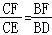 CF/CE = BF/BD